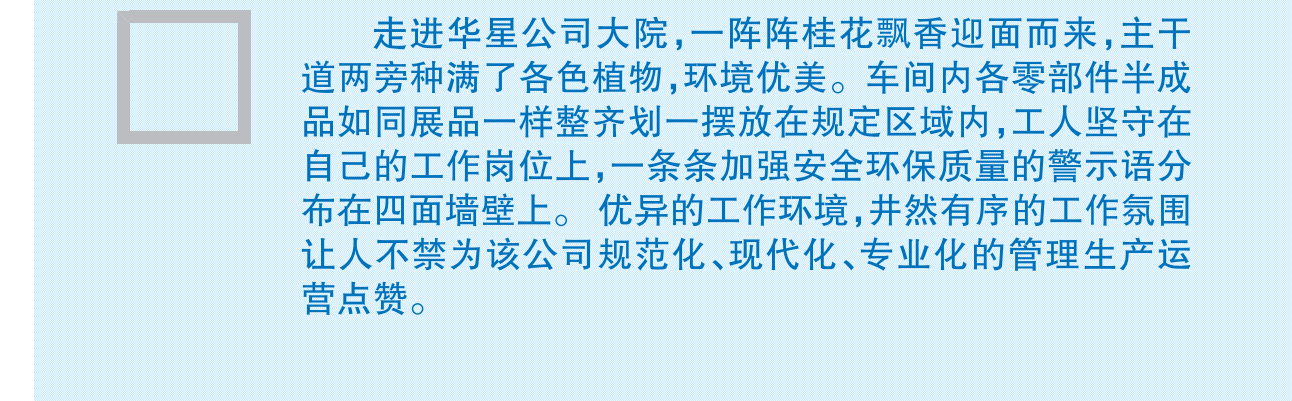 走进华星公司大院,一阵阵桂花飘香迎面而来,主干
道两旁种满了各色植物,环境优美。车间内各零部件半成
品如同展品一样整齐划一摆放在规定区域内,工人坚守在
自己的工作岗位上,一条条加强安全环保质量的警示语分
布在四面墙壁上。 优异的工作环境,井然有序的工作氛围
让人不禁为该公司规范化、现代化、专业化的管理生产运
营点赞。